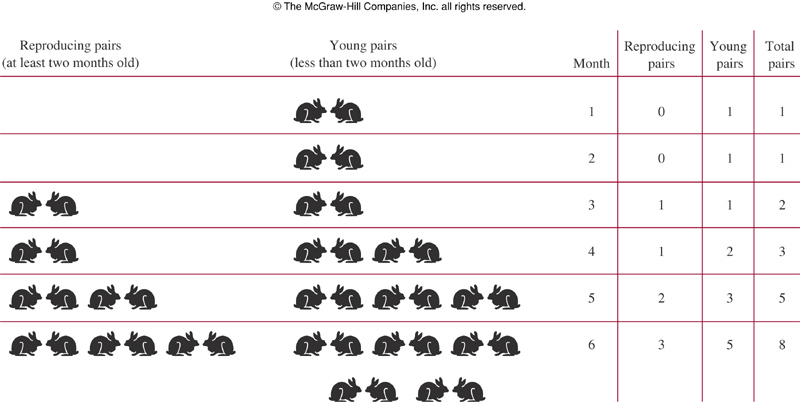 © The McGraw-Hill Companies, Inc. all rights reserved.
Reproducing pairs
(at least two months old)
Young pairs
(less than two months old)
Month
Reproducing
pairs
Young
pairs
Total
pairs
1 0 1 1
2 0 1 1
3 1 1 2
4 1 2 3
5 2 3 5
6 3 5 8